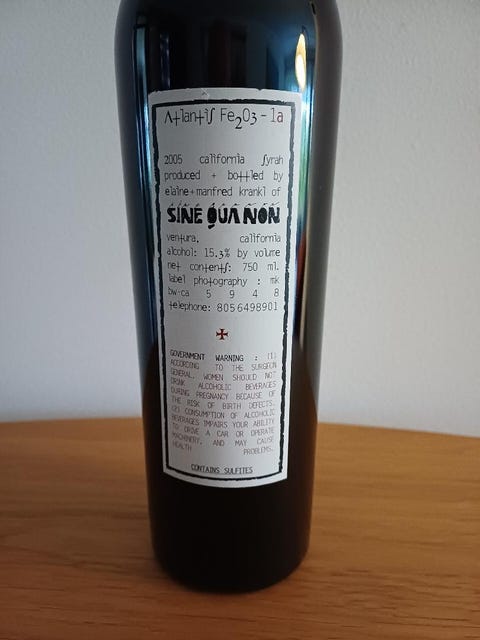 Atlantis Fe2O3 - 1a
2005 california syrah
produced + bottled by
elaine+manfred krankl of
SINE QUA NON
ventura, california
alcohol: 15.3% by volume
net contents: 750 ml.
label photography : mk
bw-ca 5 9 4 8
telephone: 8056498901
GOVERNMENT WARNING : (1)
ACCORDING TO THE SURGEON
GENERAL, WOMEN SHOULD NOT
DRINK ALCOHOLIC BEVERAGES
DURING PREGNANCY BECAUSE OF
THE RISK OF BIRTH DEFECTS.
(2) CONSUMPTION OF ALCOHOLIC
BEVERAGES IMPAIRS YOUR ABILITY
TO DRIVE A CAR OR OPERATE
MACHINERY, AND MAY CAUSE
HEALTH PROBLEMS.
CONTAINS SULFITES